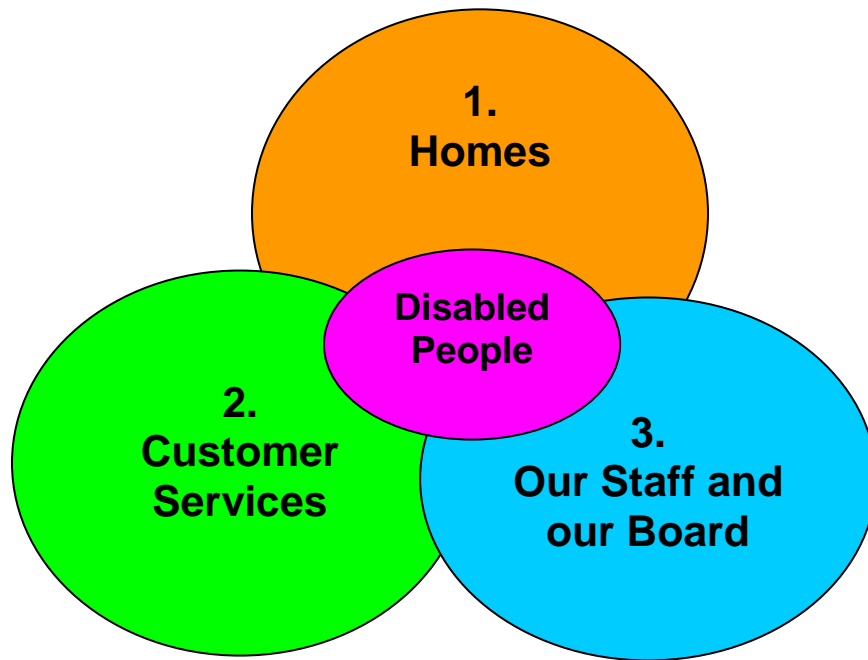 1.
Homes
Disabled
People
2.
Customer
Services
3.
Our Staff and
our Board